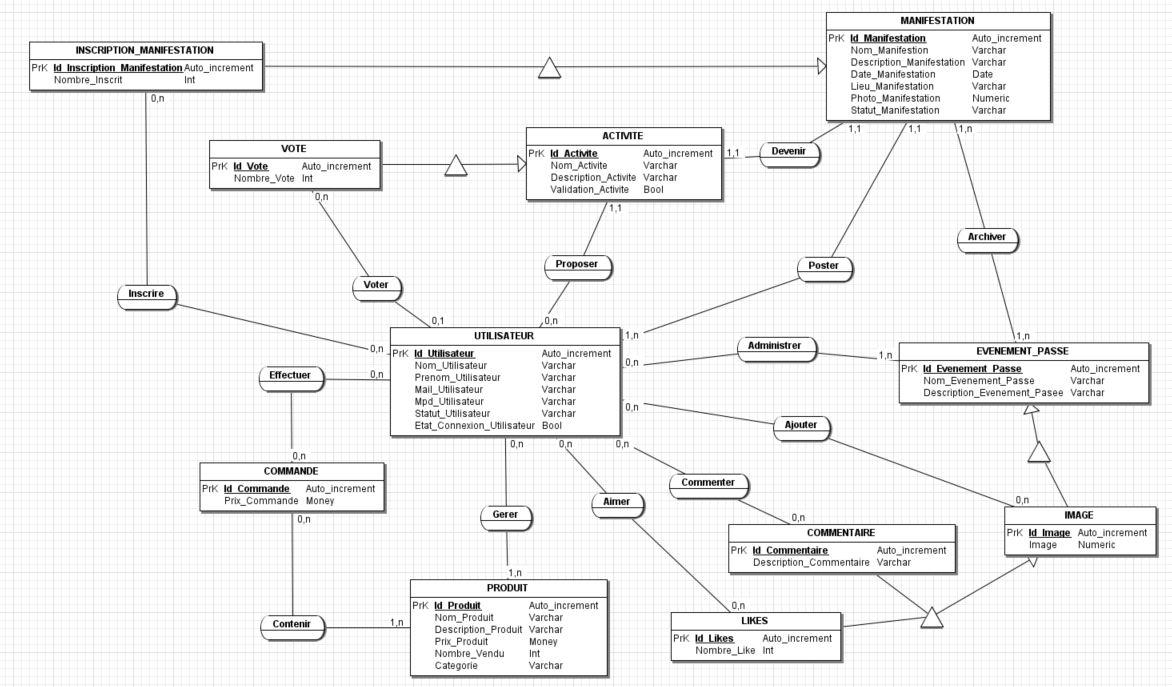 MANIFESTATION
PrK Id_Manifestation Auto_increment
Nom_Manifestion Varchar
Description_Manifestation Varchar
Date_Manifestation Date
Lieu_Manifestation Varchar
Photo_Manifestation Numeric
Statut_Manifestation Varchar
INSCRIPTION_MANIFESTATION
PrK Id_Inscription_Manifestation Auto_increment
Nombre_Inscrit Int
0,n
1,1
1,1
1,n
ACTIVITE
PrK Id_Activite Auto_increment
Nom_Activite Varchar
Description_Activite Varchar
Validation_Activite Bool
1,1
Devenir
VOTE
PrK Id_Vote Auto_increment
Nombre_Vote Int
0,n
1,1
Archiver
Proposer
Poster
Voter
Inscrire
0,1
0,n
1,n
1,n
UTILISATEUR
PrK Id_Utilisateur Auto_increment
Nom_Utilisateur Varchar
Prenom_Utilisateur Varchar
Mail_Utilisateur Varchar
Mpd_Utilisateur Varchar
Statut_Utilisateur Varchar
Etat_Connexion_Utilisateur Bool
0,n
0,n
Administrer
1,n
EVENEMENT_PASSE
PrK Id_Evenement_Passe Auto_increment
Nom_Evenement_Passe Varchar
Description_Evenement_Pasee Varchar
Effectuer
0,n
0,n
Ajouter
0,n
0,n
0,n
0,n
COMMANDE
PrK Id_Commande Auto_increment
Prix_Commande Money
0,n
Commenter
Aimer
Gerer
0,n
0,n
IMAGE
PrK Id_Image Auto_increment
Image Numeric
COMMENTAIRE
PrK Id_Commentaire Auto_increment
Description_Commentaire Varchar
1,n
PRODUIT
PrK Id_Produit Auto_increment
Nom_Produit Varchar
Description_Produit Varchar
Prix_Produit Money
Nombre_Vendu Int
Categorie Varchar
Contenir
1,n
0,n
LIKES
PrK Id_Likes Auto_increment
Nombre_Like Int